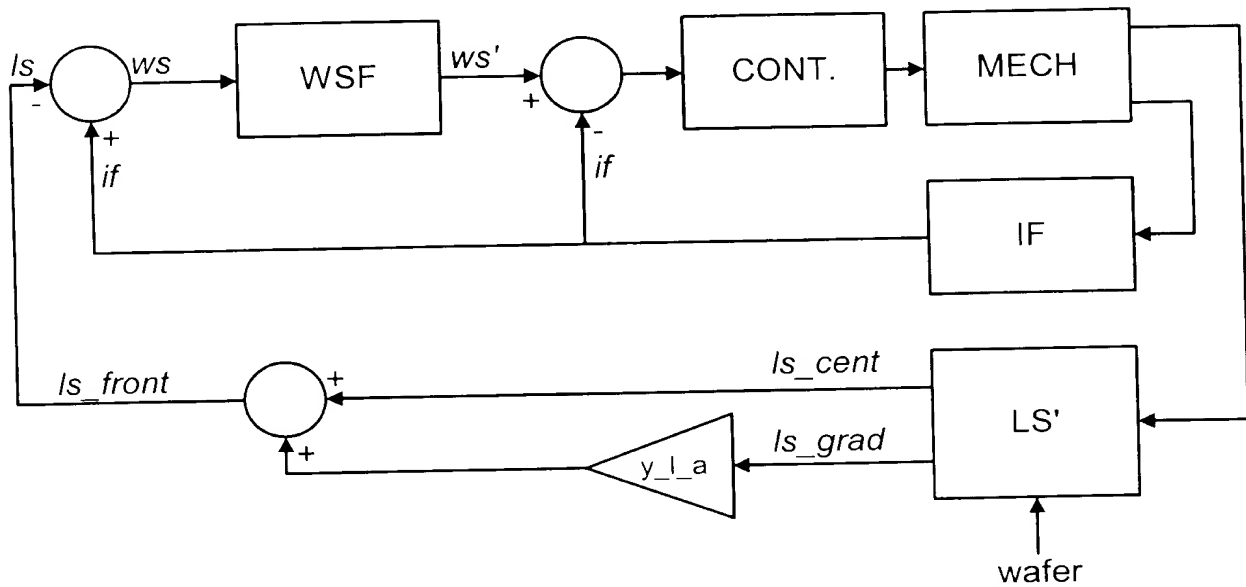 ls
-
ws
+
if
WSF
ws'
+
-
if
CONT.
MECH
IF
ls_front
+
+
ls_cent
ls_grad
y_l_a
LS'
wafer